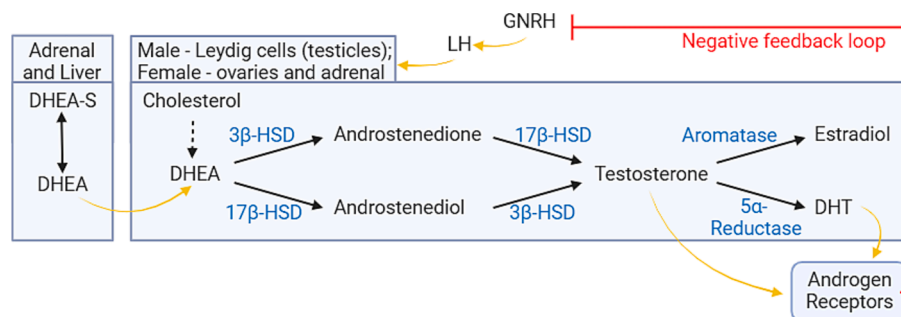 GNRH
LH
Negative feedback loop
Adrenal
and Liver
Male - Leydig cells (testicles);
Female - ovaries and adrenal
DHEA-S
DHEA
Cholesterol
DHEA
3β-HSD
17β-HSD
Androstenedione
Androstenediol
17β-HSD
3β-HSD
Testosterone
Aromatase
5α-
Reductase
Estradiol
DHT
Androgen
Receptors